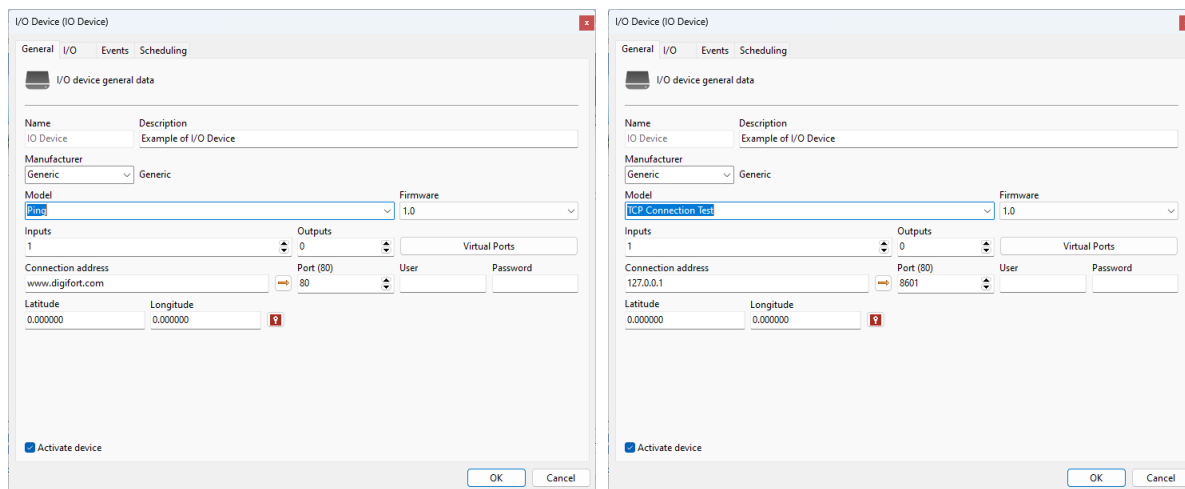 I/O Device (IO Device)
x
General I/O Events Scheduling
I/O device general data
Name Description
IO Device Example of I/O Device
Manufacturer
Generic Generic
Model Firmware
Ping 1.0
Inputs Outputs
1 0 Virtual Ports
Connection address Port (80) User Password
www.digifort.com 80
Latitude Longitude
0.000000 0.000000
Activate device
OK Cancel
I/O Device (IO Device)
General I/O Events Scheduling
I/O device general data
Name Description
IO Device Example of I/O Device
Manufacturer
Generic Generic
Model Firmware
TCP Connection Test 1.0
Inputs Outputs
1 0 Virtual Ports
Connection address Port (80) User Password
127.0.0.1 8601
Latitude Longitude
0.000000 0.000000
Activate device
OK Cancel